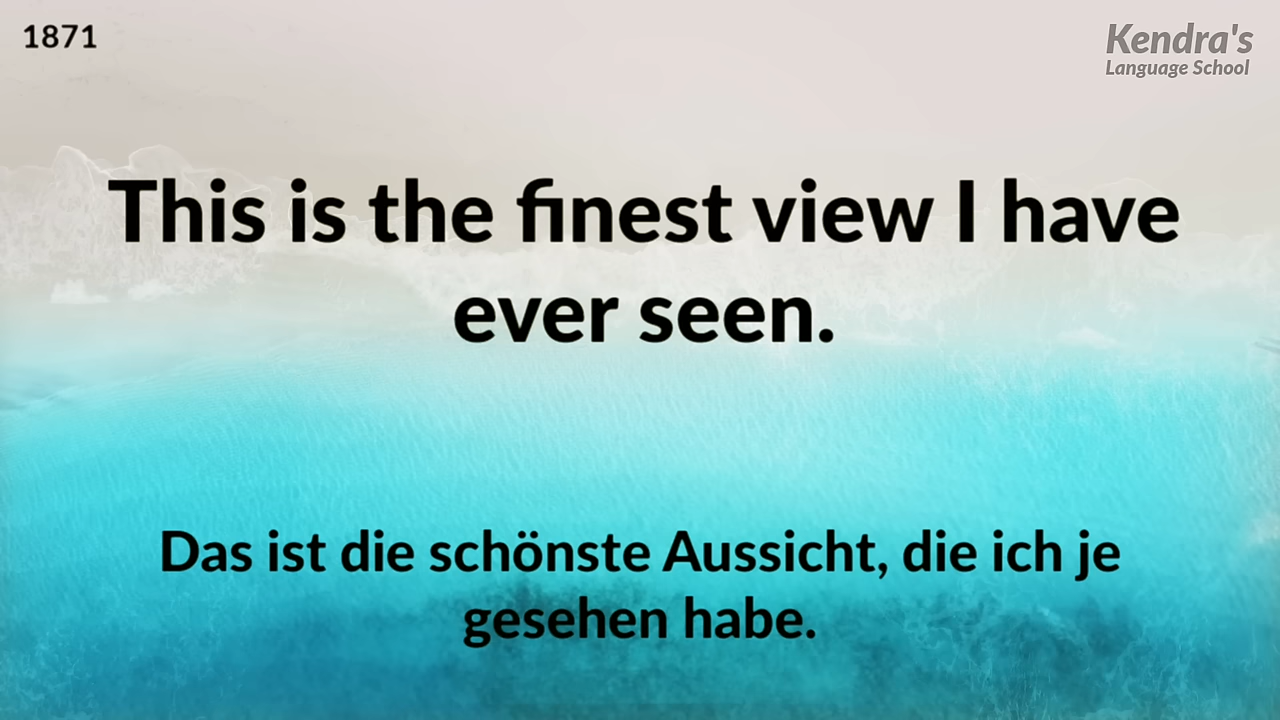 1871
Kendra's
Language School
This is the finest view I have
ever seen.
Das ist die schönste Aussicht, die ich je
gesehen habe.